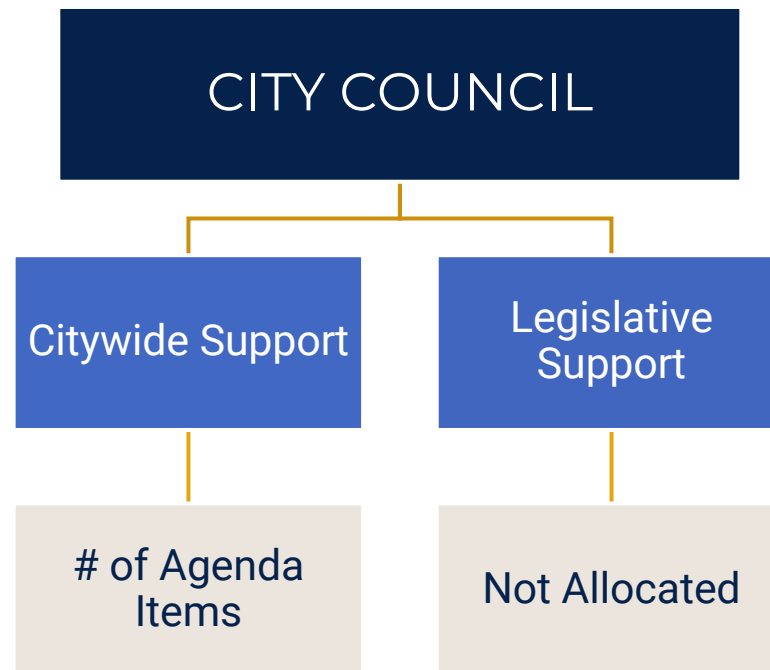 CITY COUNCIL
Citywide Support
Legislative
Support
# of Agenda
Items
Not Allocated